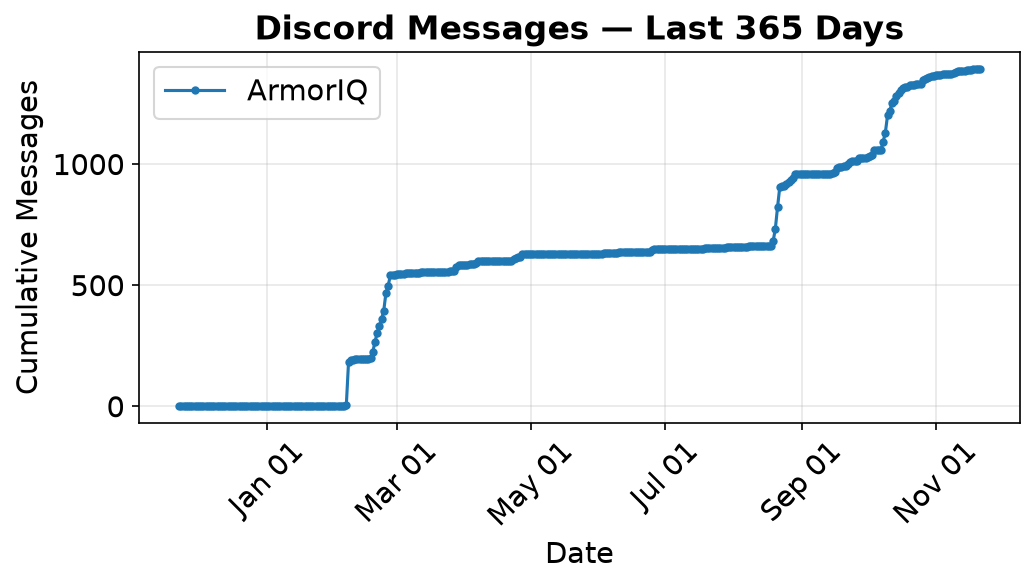 Discord Messages — Last 365 Days
ArmorIQ
Cumulative Messages
1000
500
0
Jan 01
Mar 01
May 01
Jul 01
Sep 01
Nov 01
Date